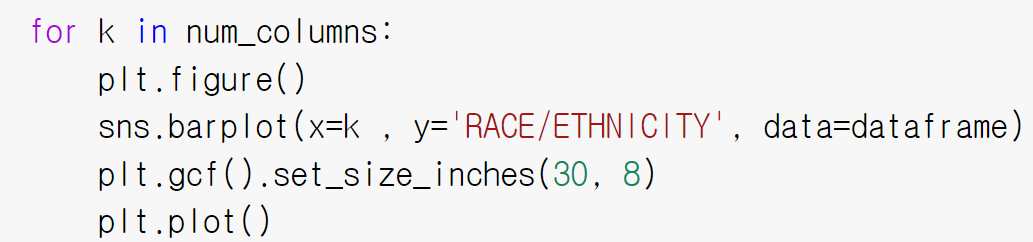 for k in num_columns:
    plt.figure()
    sns.barplot(x=k , y='RACE/ETHNICITY', data=dataframe)
    plt.gcf().set_size_inches(30, 8)
    plt.plot()